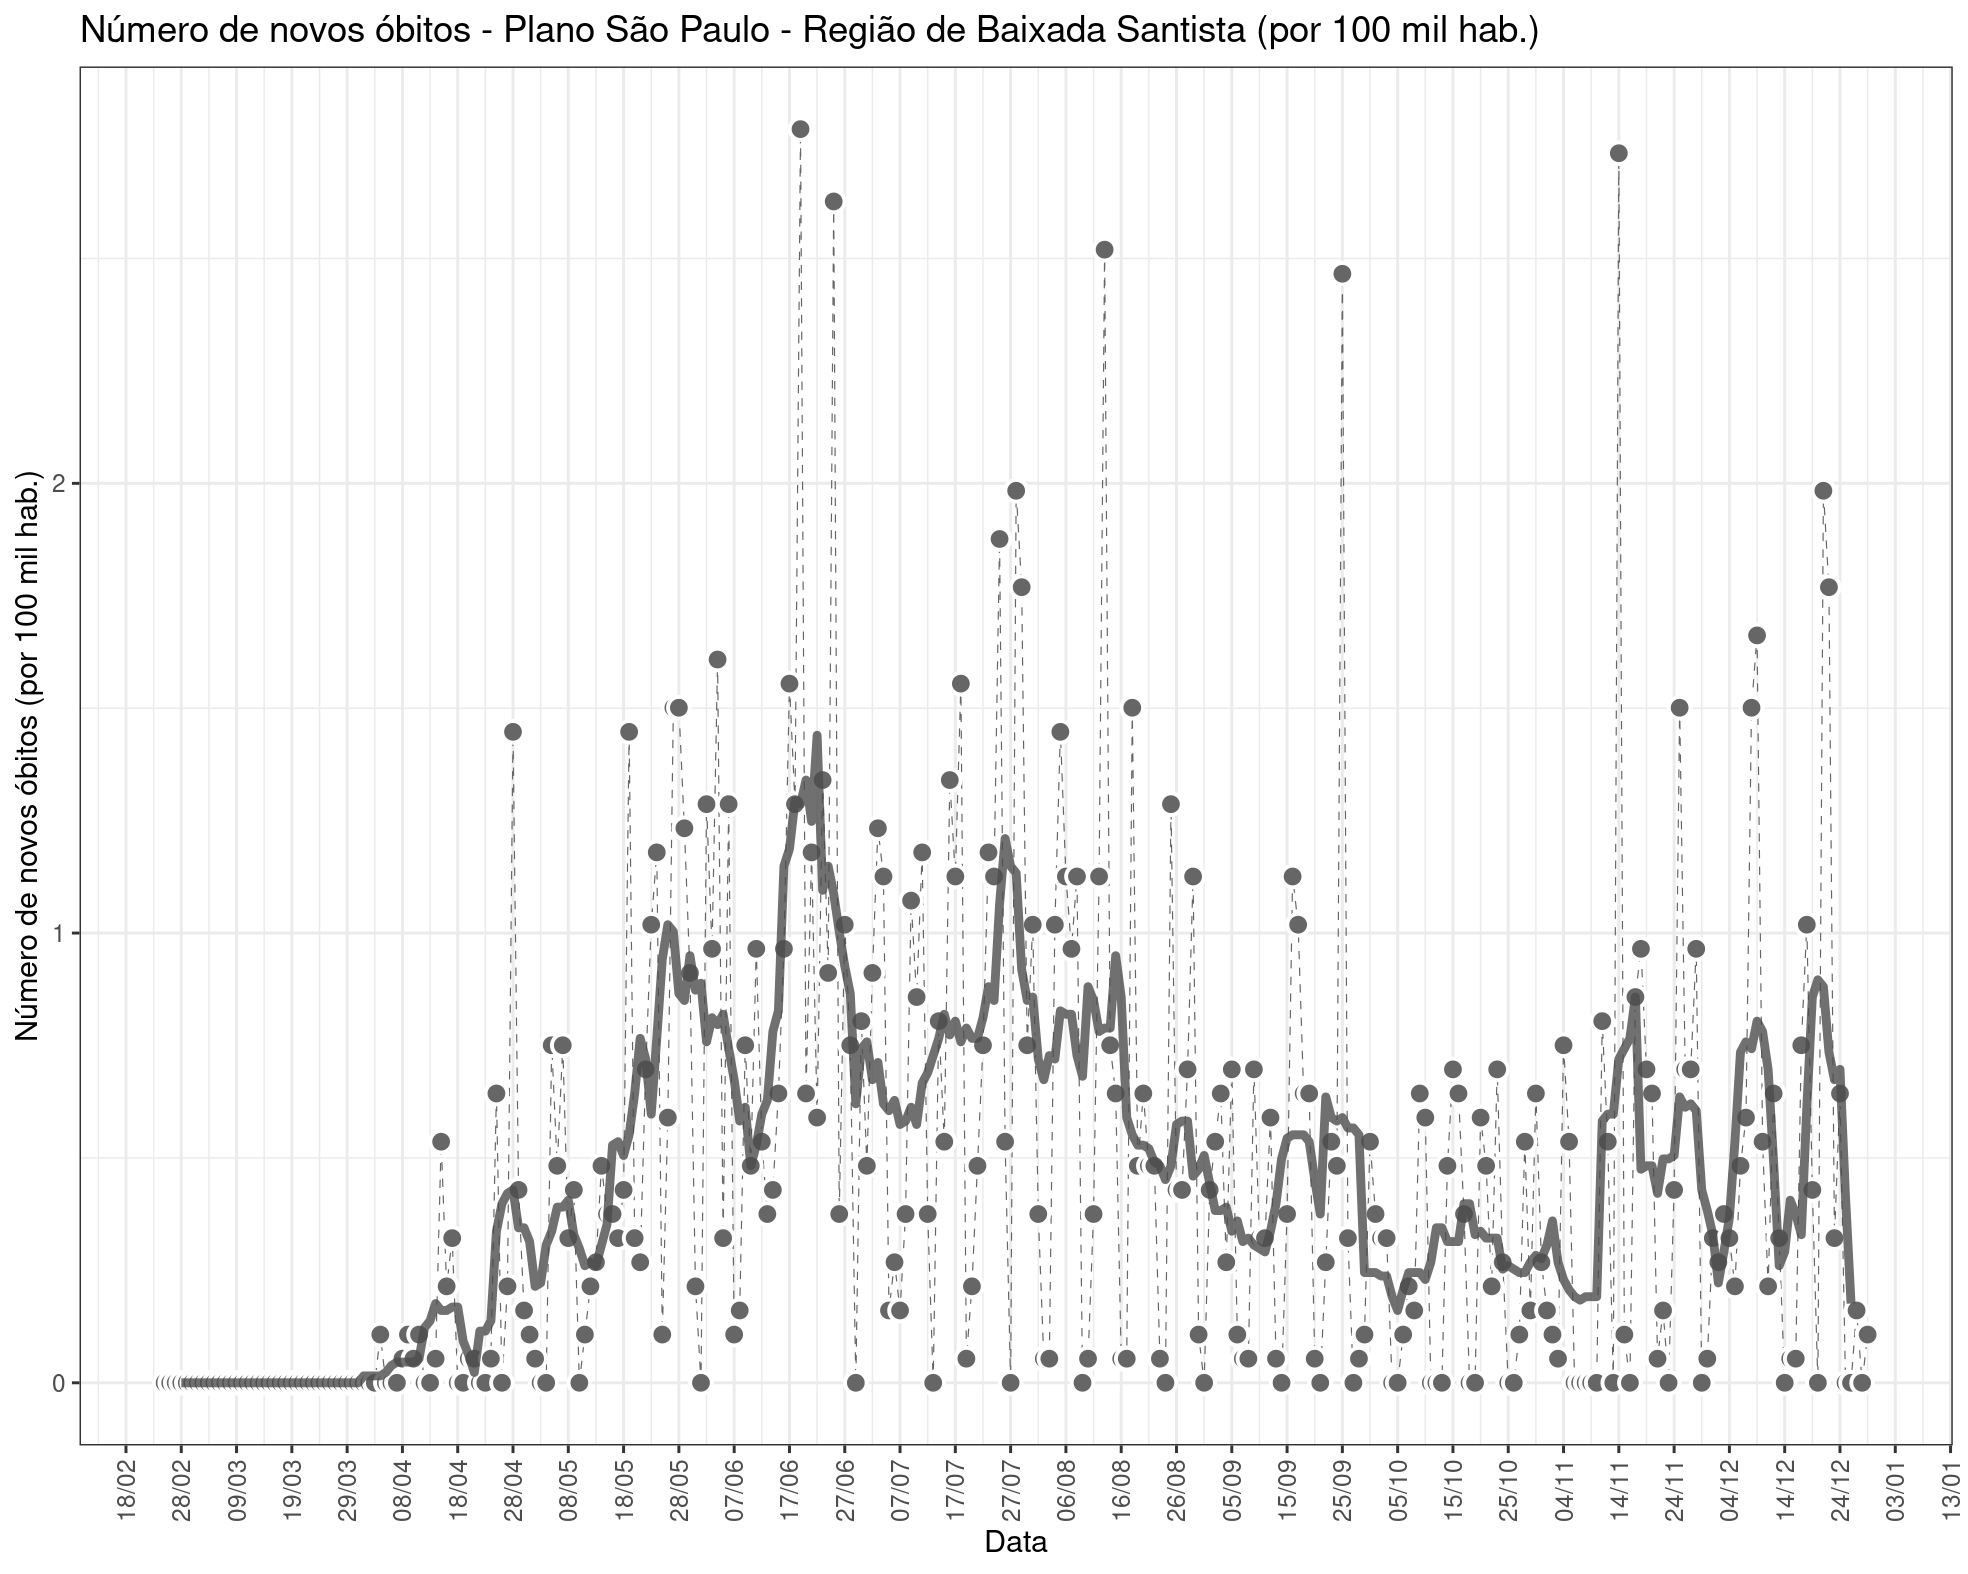 Número de novos óbitos - Plano São Paulo - Região de Baixada Santista (por 100 mil hab.)
Número de novos óbitos (por 100 mil hab.)
2
1
0
18/02 28/02 09/03 19/03 29/03 08/04 18/04 28/04 08/05 18/05 28/05 07/06 17/06 27/06 07/07 17/07 27/07 06/08 16/08 26/08 05/09 15/09 25/09 05/10 15/10 25/10 04/11 14/11 24/11 04/12 14/12 24/12 03/01 13/01
Data